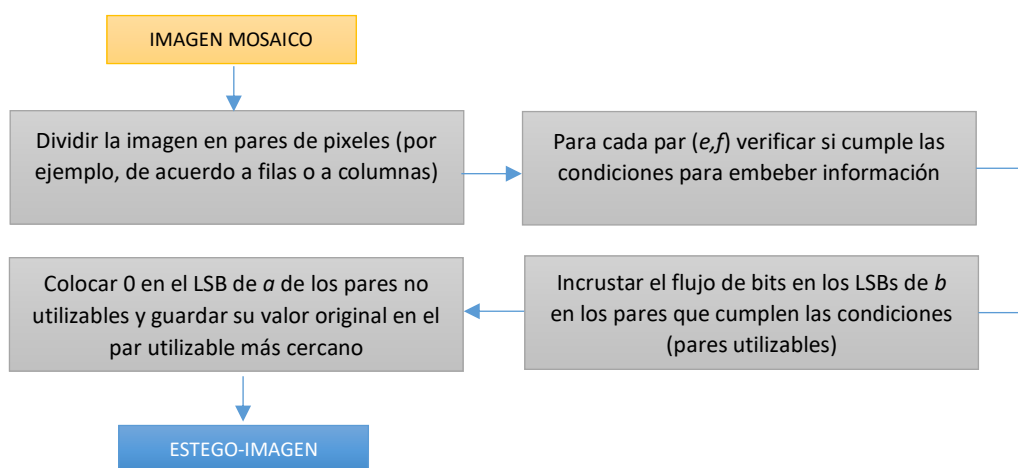 IMAGEN MOSAICO
Dividir la imagen en pares de pixeles (por
ejemplo, de acuerdo a filas o a columnas)
Para cada par (e,f) verificar si cumple las
condiciones para embeber información
Incrustar el flujo de bits en los LSBs de b
en los pares que cumplen las condiciones
(pares utilizables)
Colocar 0 en el LSB de a de los pares no
utilizables y guardar su valor original en el
par utilizable más cercano
ESTEGO-IMAGEN